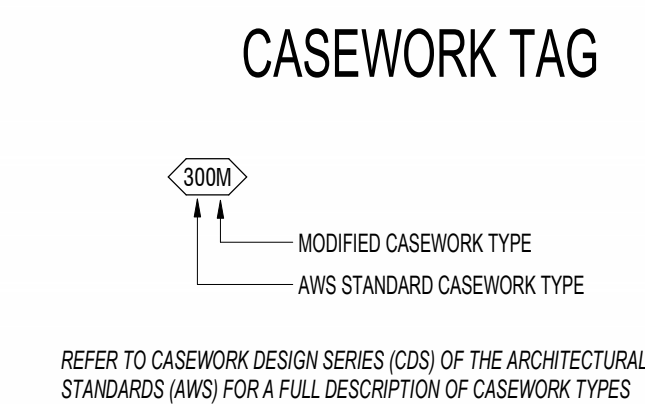 CASEWORK TAG
300M
MODIFIED CASEWORK TYPE
AWS STANDARD CASEWORK TYPE
REFER TO CASEWORK DESIGN SERIES (CDS) OF THE ARCHITECTURAL
STANDARDS (AWS) FOR A FULL DESCRIPTION OF CASEWORK TYPES